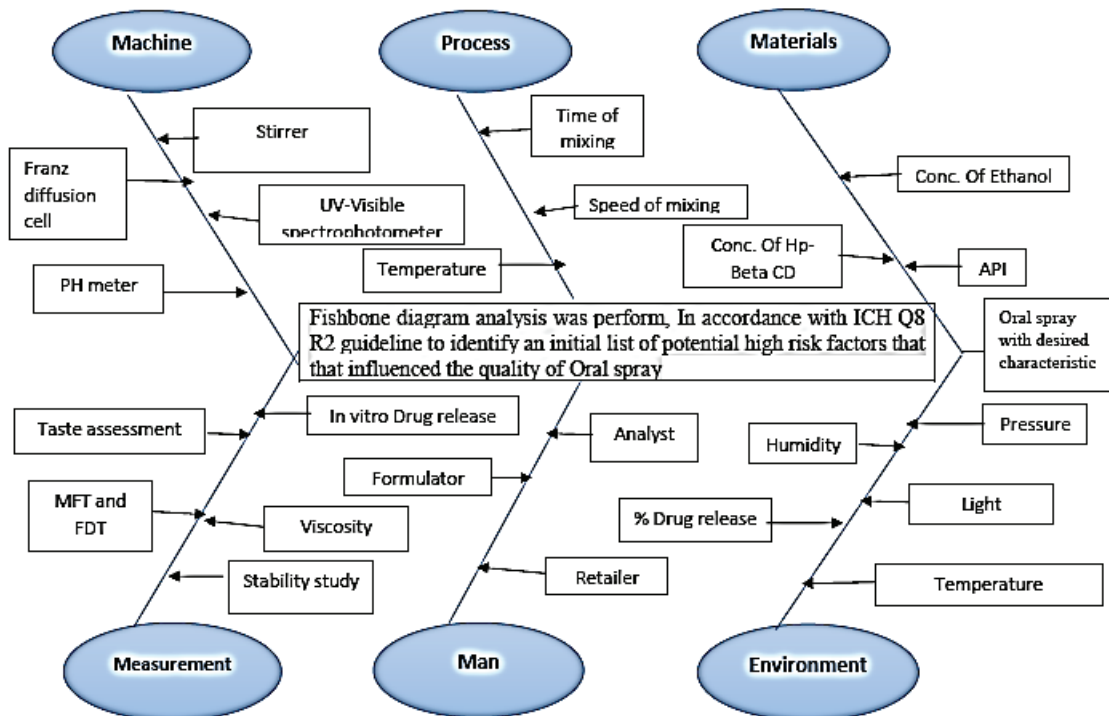 Machine
Process
Materials
Stirrer
Time of
mixing
Franz
diffusion
cell
Conc. Of Ethanol
UV-Visible
spectrophotometer
Speed of mixing
Conc. Of Hp-
Beta CD
API
Temperature
PH meter
Fishbone diagram analysis was perform, In accordance with ICH Q8
R2 guideline to identify an initial list of potential high risk factors that
that influenced the quality of Oral spray
Oral spray
with desired
characteristic
In vitro Drug release
Taste assessment
Analyst
Pressure
Humidity
Formulator
MFT and
FDT
Viscosity
% Drug release
Light
Stability study
Retailer
Temperature
Measurement
Man
Environment